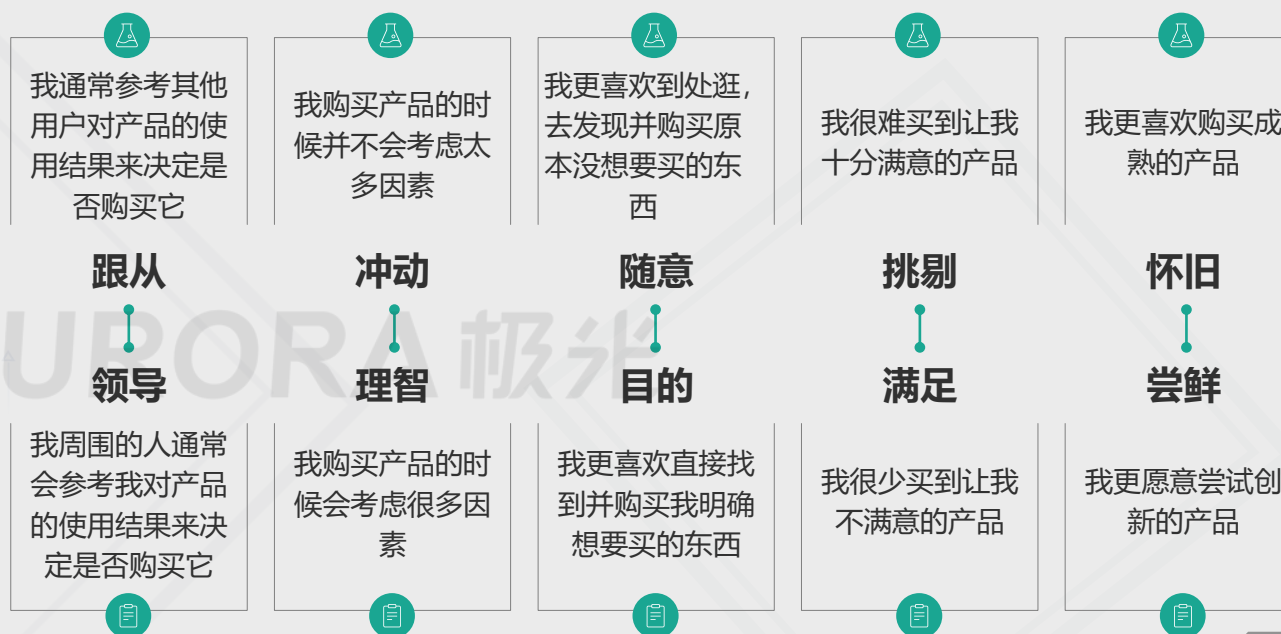 我通常参考其他
用户对产品的使
用结果来决定是
否购买它
我购买产品的时
候并不会考虑太
多因素
我更喜欢到处逛，
去发现并购买原
本没想要买的东
西
我很难买到让我
十分满意的产品
我更喜欢购买成
熟的产品
跟从
冲动
随意
挑剔
怀旧
URORA极光
领导
理智
目的
满足
尝鲜
我周围的人通常
会参考我对产品
的使用结果来决
定是否购买它
我购买产品的时
候会考虑很多因
素
我更喜欢直接找
到并购买我明确
想要买的东西
我很少买到让我
不满意的产品
我更愿意尝试创
新的产品